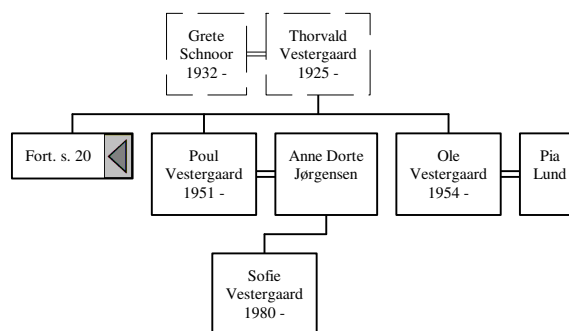 Grete
Schnoor
1932 -
Thorvald
Vestergaard
1925 -
Fort. s. 20
Poul
Vestergaard
1951 -
Anne Dorte
Jørgensen
Ole
Vestergaard
1954 -
Pia
Lund
Sofie
Vestergaard
1980 -